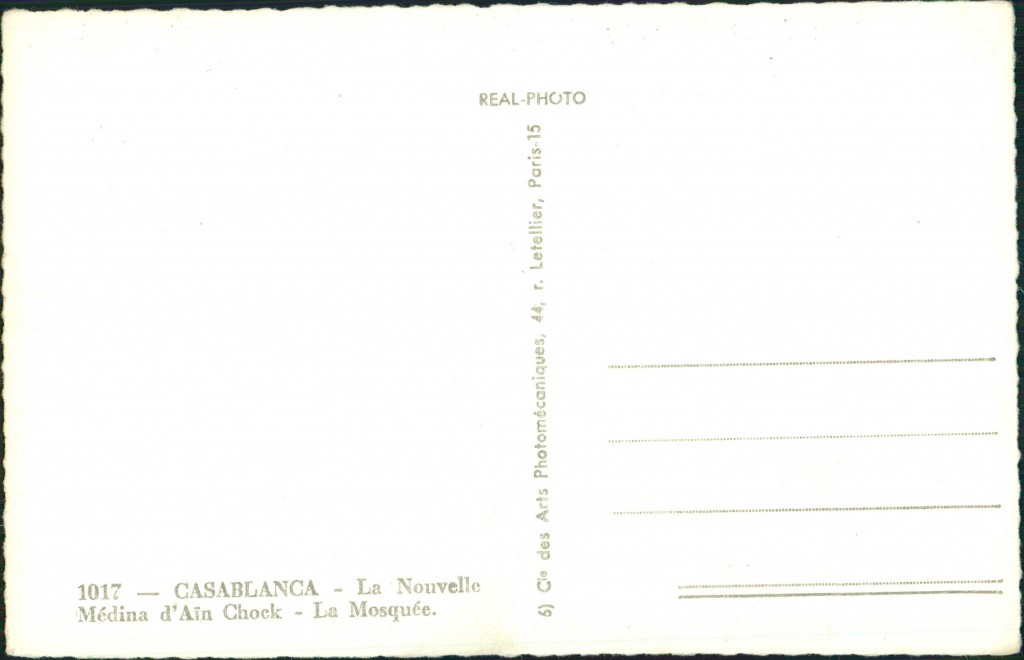 REAL-PHOTO
6) Cie des Arts Photomécaniques, 44, r. Letellier, Paris-15
1017 — CASABLANCA - La Nouvelle
Médina d'Aïn Chock - La Mosquée.